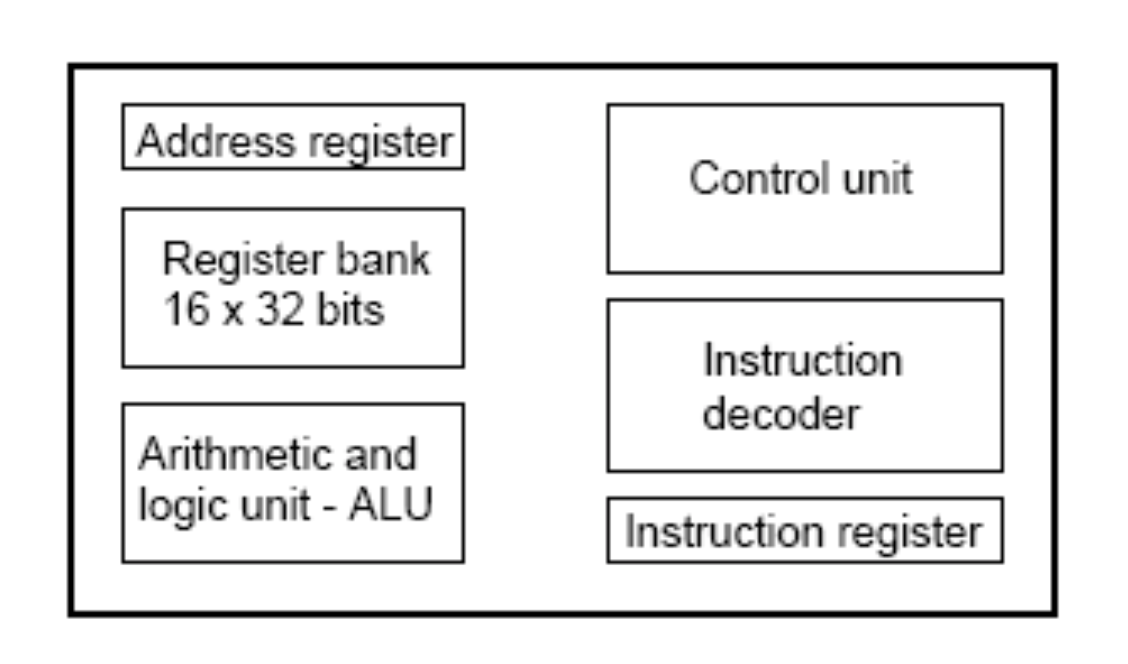 Address register
Register bank
16 x 32 bits
Arithmetic and
logic unit - ALU
Control unit
Instruction
decoder
Instruction register